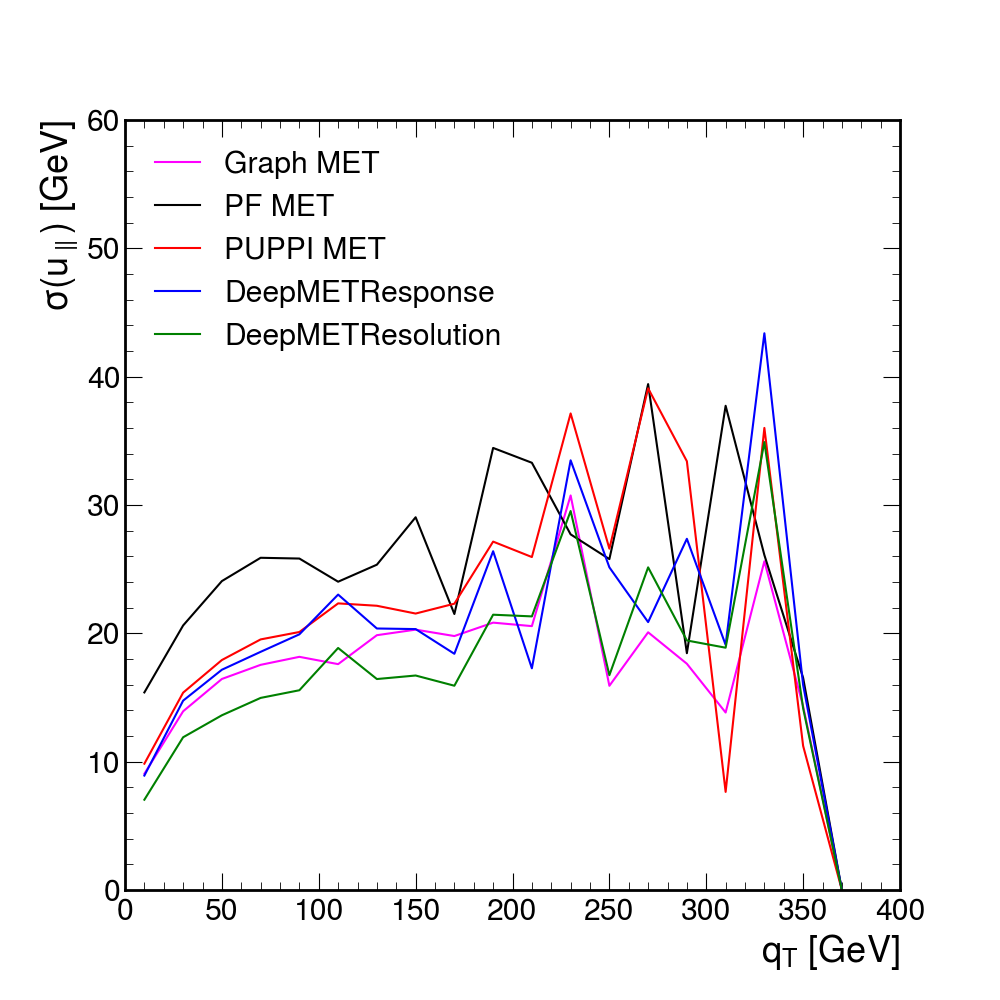 60
50
40
30
20
10
0
σ(u∥) [GeV]
Graph MET
PF MET
PUPPI MET
DeepMETResponse
DeepMETResolution
0 50 100 150 200 250 300 350 400
qT [GeV]